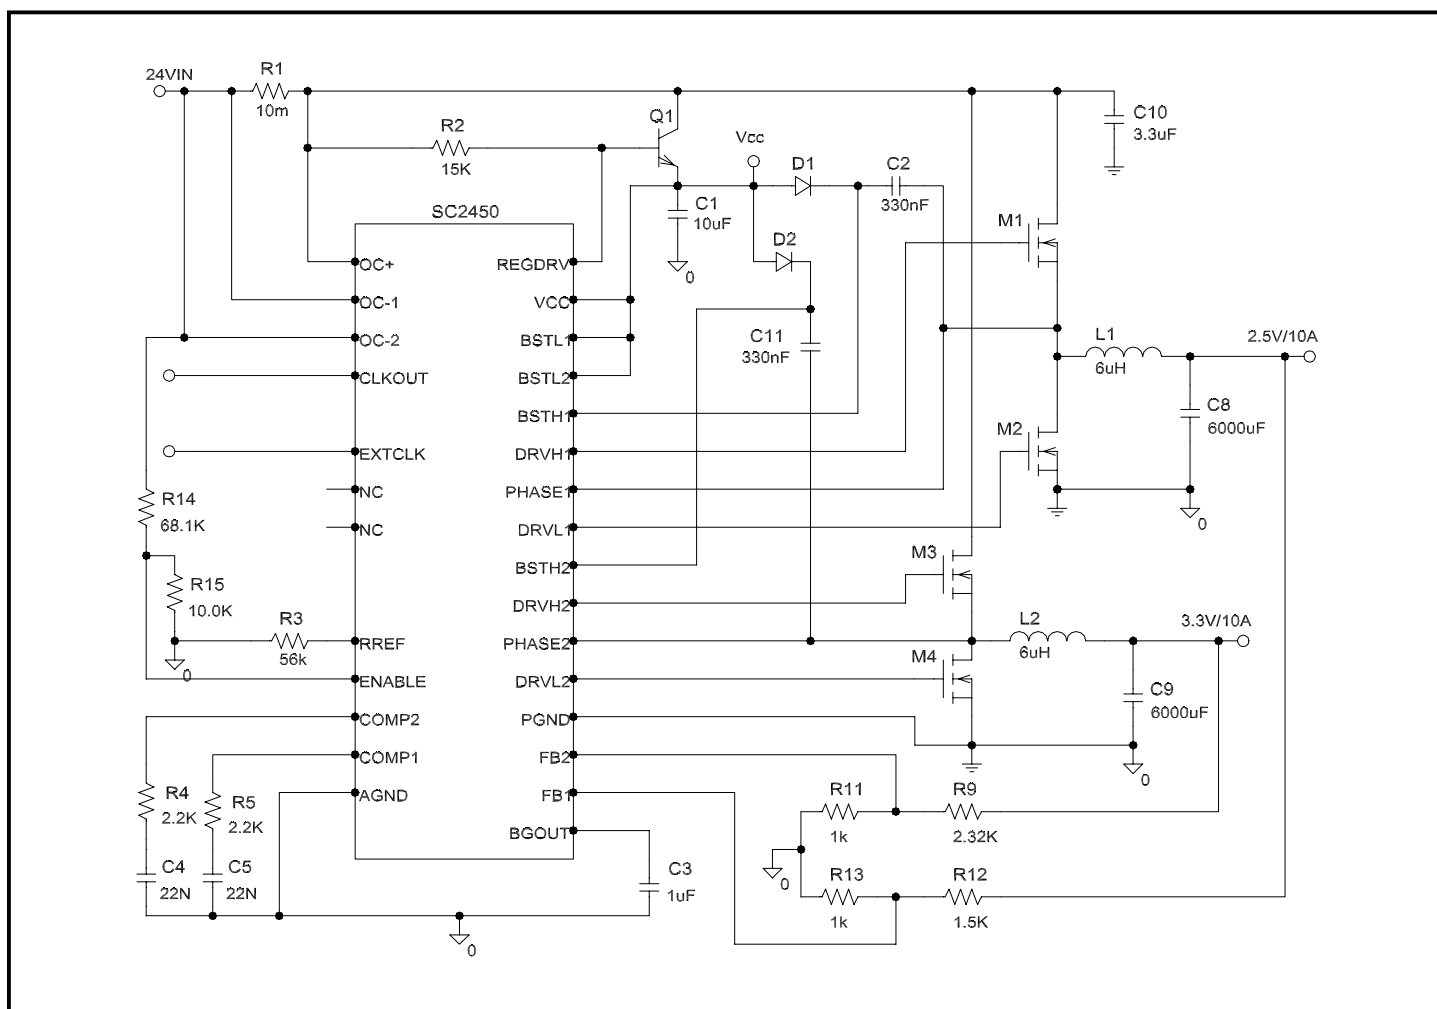 24VIN
R1
10m
R2
15K
Q1
Vcc
D1
C2
330nF
C10
3.3uF
C1
10uF
0
D2
C11
330nF
M1
L1
6uH
2.5V/10A
C8
6000uF
M2
0
SC2450
OC+
OC-1
OC-2
CLKOUT
EXTCLK
NC
NC
RREF
ENABLE
COMP2
COMP1
AGND
REGDRV
VCC
BSTL1
BSTL2
BSTH1
DRVH1
PHASE1
DRVL1
BSTH2
DRVH2
PHASE2
DRVL2
PGND
FB2
FB1
BGOUT
R14
68.1K
R15
10.0K
R3
56k
0
M3
L2
6uH
3.3V/10A
M4
C9
6000uF
0
R4
2.2K
R5
2.2K
C4
22N
C5
22N
C3
1uF
0
R11
1k
R9
2.32K
0
R13
1k
R12
1.5K